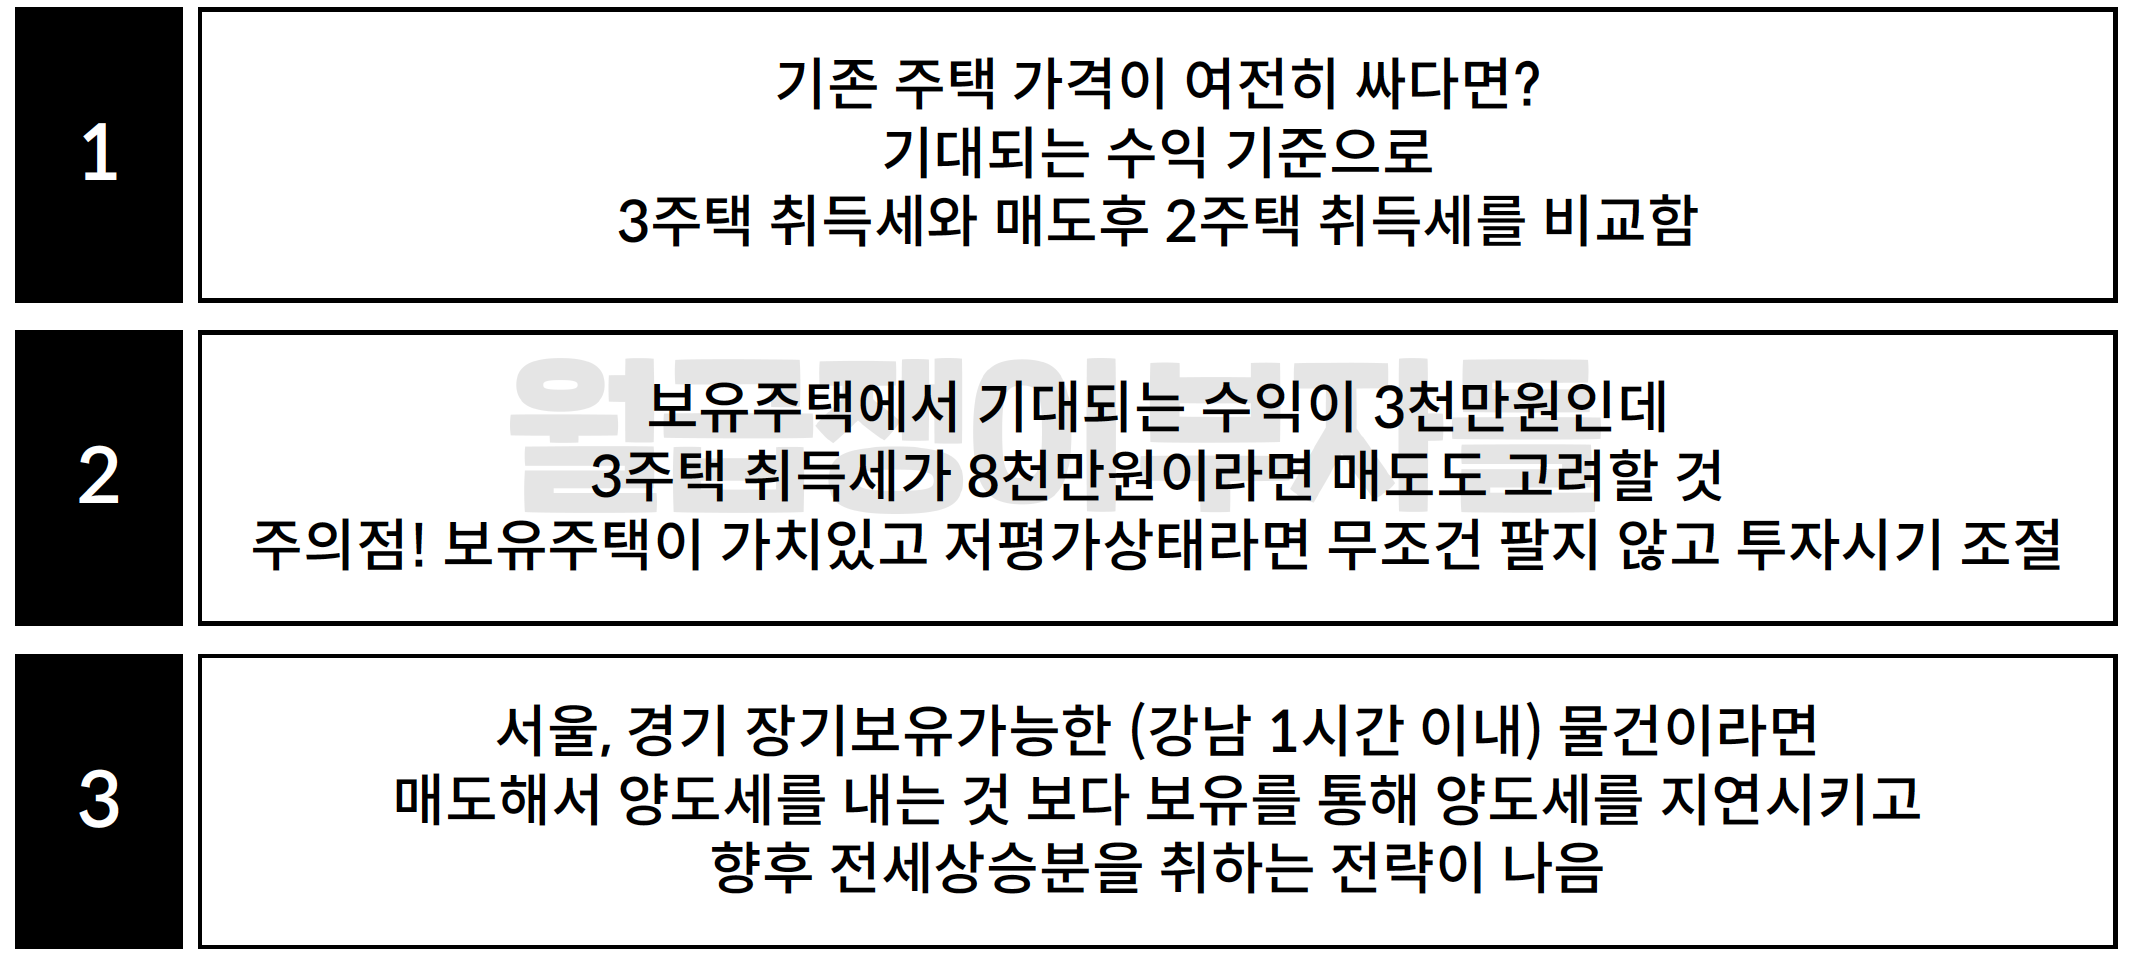 1
기존 주택 가격이 여전히 싸다면?
기대되는 수익 기준으로
3주택 취득세와 매도후 2주택 취득세를 비교함
월급쟁이부자들
2
보유주택에서 기대되는 수익이 3천만원인데
3주택 취득세가 8천만원이라면 매도도 고려할 것
주의점! 보유주택이 가치있고 저평가상태라면 무조건 팔지 않고 투자시기 조절
3
서울, 경기 장기보유가능한 (강남 1시간 이내) 물건이라면
매도해서 양도세를 내는 것 보다 보유를 통해 양도세를 지연시키고
향후 전세상승분을 취하는 전략이 나음